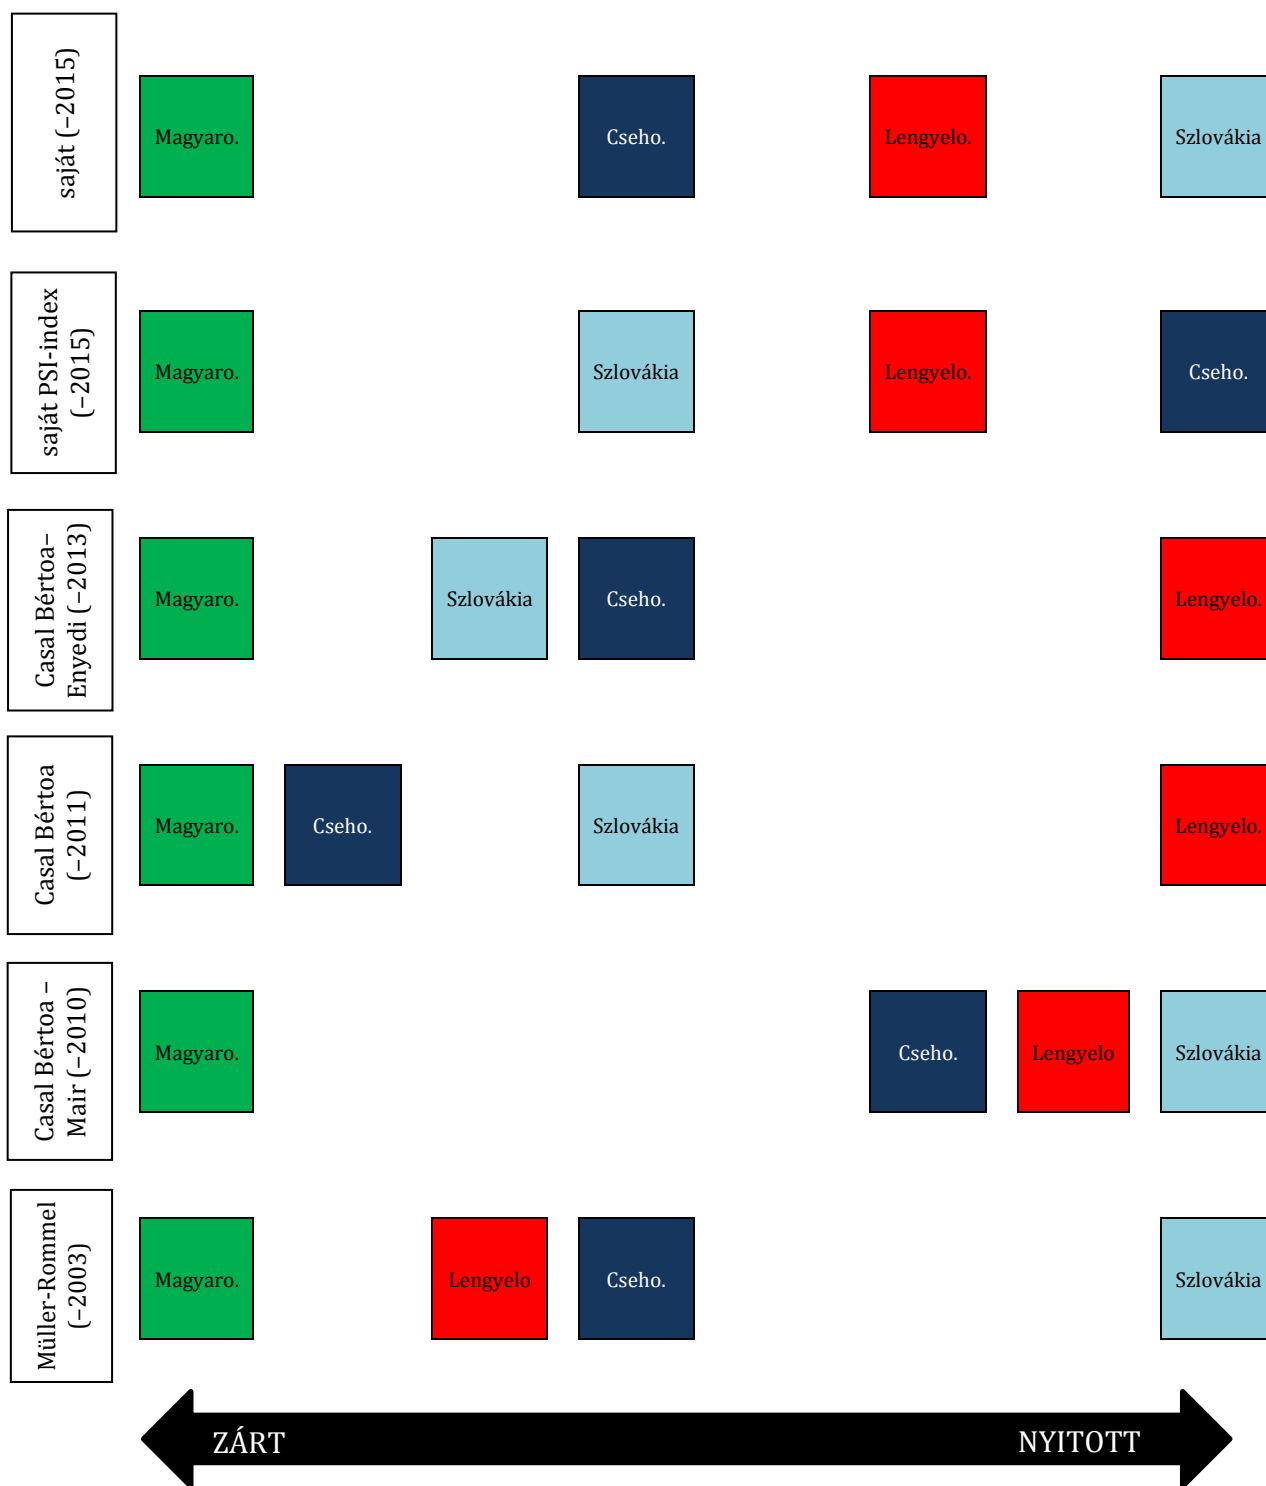 saját (–2015)
Magyaro.
Cseho.
Lengyelo.
Szlovákia
saját PSI-index
(–2015)
Magyaro.
Szlovákia
Lengyelo.
Cseho.
Casal Bértoa–
Enyedi (–2013)
Magyaro.
Szlovákia
Cseho.
Lengyelo.
Casal Bértoa
(–2011)
Magyaro.
Cseho.
Szlovákia
Lengyelo.
Casal Bértoa –
Mair (–2010)
Magyaro.
Cseho.
Lengyelo
Szlovákia
Müller-Rommel
(–2003)
Magyaro.
Lengyelo
Cseho.
Szlovákia
ZÁRT
NYITOTT